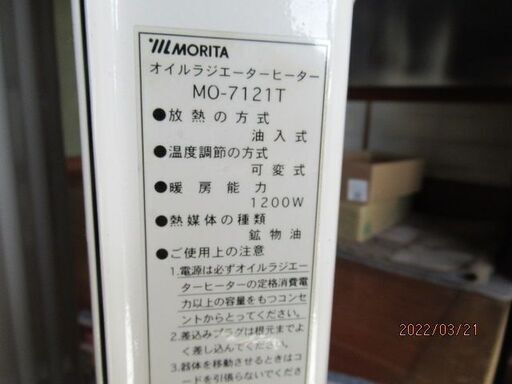 MORITA
オイルラジエーターヒーター
MO-7121T
●放熱の方式
油入式
●温度調節の方式
可変式
●暖房能力
1200W
●熱媒体の種類
鉱物油
●ご使用上の注意
1.電源は必ずオイルラジエー
ターヒーターの定格消費電
力以上の容量をもつコンセ
ントからとってください。
2.差込みプラグは根元までよ
く差し込んでください。
3.器体を移動させるときはコ
ードを引張らないでくださ
2022/03/21